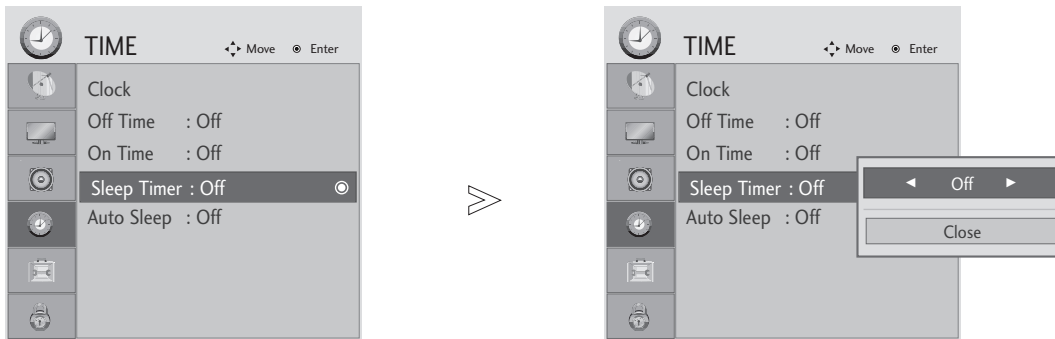 TIME Move Enter
Clock
Off Time : Off
On Time : Off
Sleep Timer : Off
Auto Sleep : Off
>
TIME Move Enter
Clock
Off Time : Off
On Time : Off
Sleep Timer : Off
Auto Sleep : Off
◄ Off ►
Close